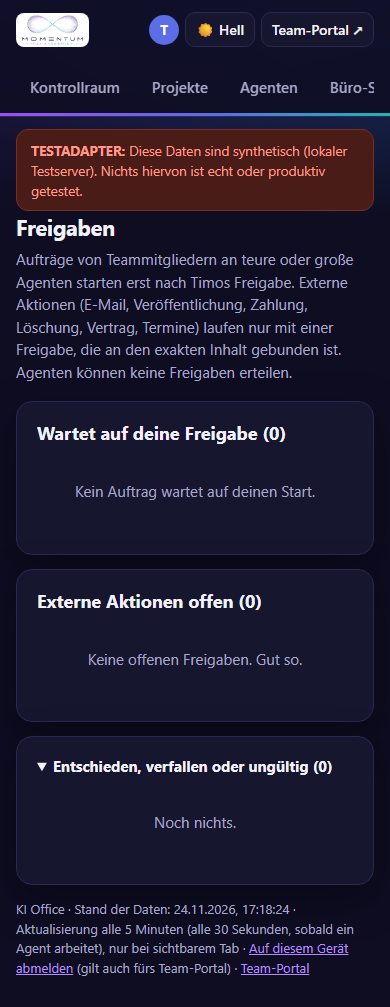 MOMENTUM
T
Hell
Team-Portal ↗
Kontrollraum
Projekte
Agenten
Büro-S
TESTADAPTER: Diese Daten sind synthetisch (lokaler
Testserver). Nichts hiervon ist echt oder produktiv
getestet.
Freigaben
Aufträge von Teammitgliedern an teure oder große
Agenten starten erst nach Timos Freigabe. Externe
Aktionen (E-Mail, Veröffentlichung, Zahlung,
Löschung, Vertrag, Termine) laufen nur mit einer
Freigabe, die an den exakten Inhalt gebunden ist.
Agenten können keine Freigaben erteilen.
Wartet auf deine Freigabe (0)
Kein Auftrag wartet auf deinen Start.
Externe Aktionen offen (0)
Keine offenen Freigaben. Gut so.
▼ Entschieden, verfallen oder ungültig (0)
Noch nichts.
KI Office · Stand der Daten: 24.11.2026, 17:18:24 ·
Aktualisierung alle 5 Minuten (alle 30 Sekunden, sobald ein
Agent arbeitet), nur bei sichtbarem Tab · Auf diesem Gerät
abmelden (gilt auch fürs Team-Portal) · Team-Portal